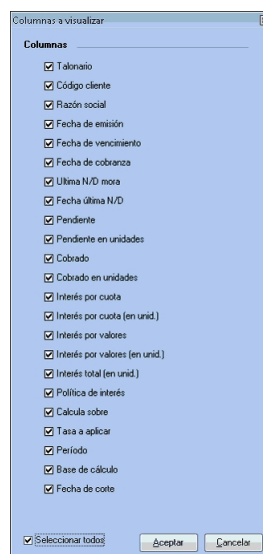 Columnas a visualizar
Columnas
Talonario
Código cliente
Razón social
Fecha de emisión
Fecha de vencimiento
Fecha de cobranza
Ultima N/D mora
Fecha última N/D
Pendiente
Pendiente en unidades
Cobrado
Cobrado en unidades
Interés por cuota
Interés por cuota (en unid.)
Interés por valores
Interés por valores (en unid.)
Interés total (en unid.)
Política de interés
Calcula sobre
Tasa a aplicar
Período
Base de cálculo
Fecha de corte
Seleccionar todos
Aceptar
Cancelar